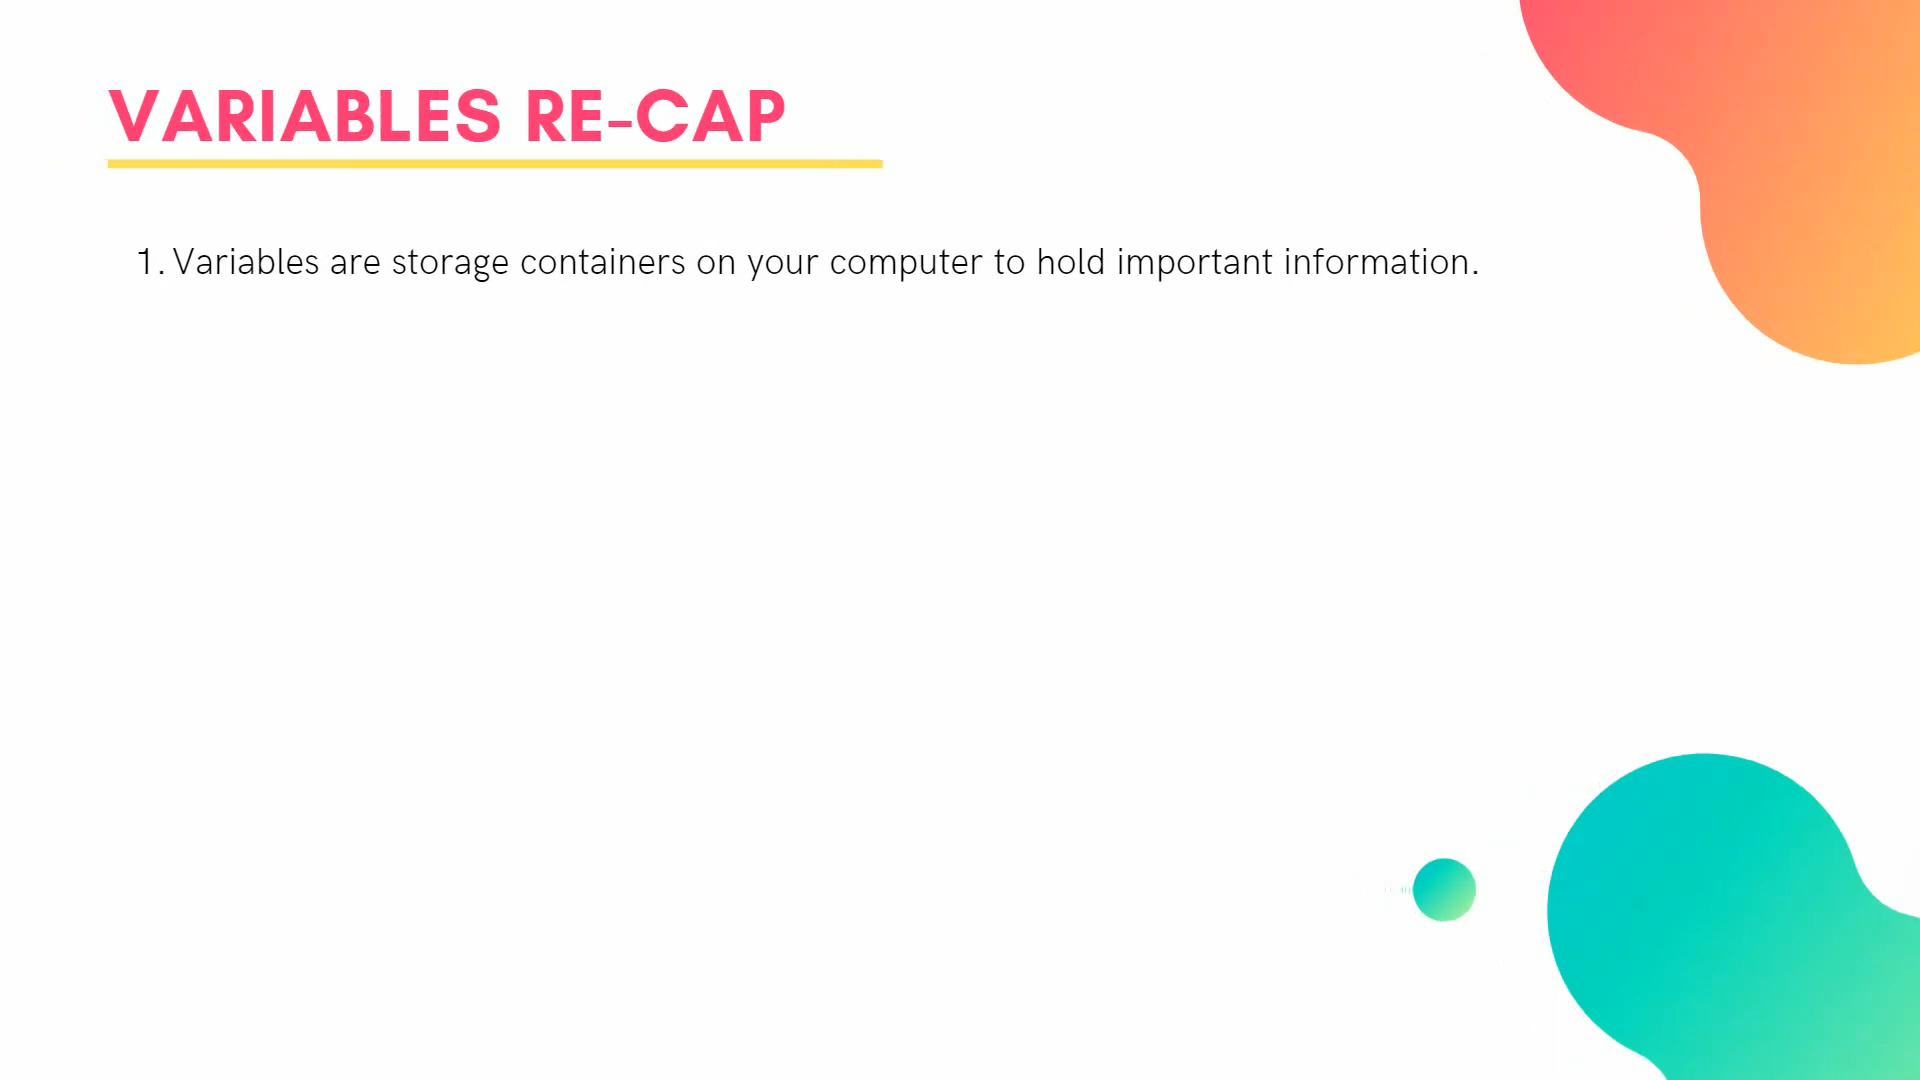 VARIABLES RE-CAP
1. Variables are storage containers on your computer to hold important information.